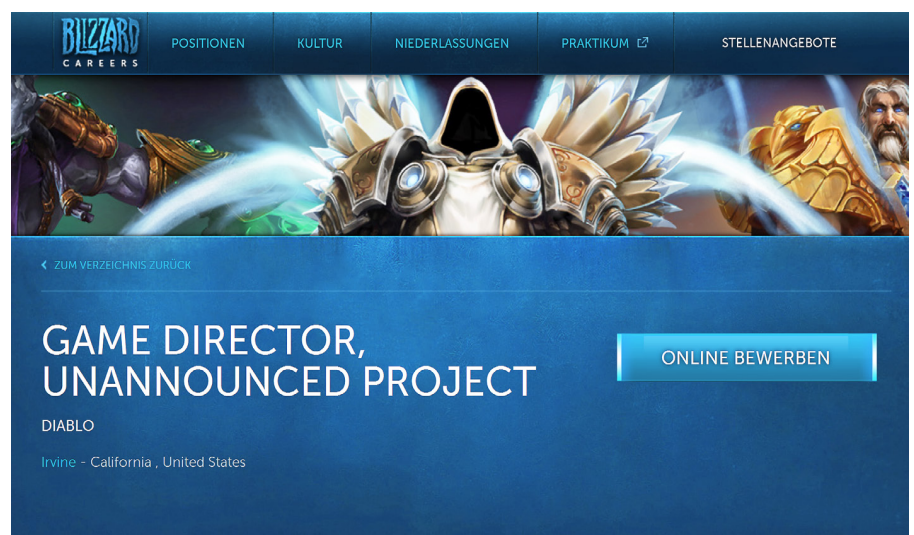 BLIZZARD
CAREERS
POSITIONEN
KULTUR
NIEDERLASSUNGEN
PRAKTIKUM
STELLENANGEBOTE
ZUM VERZEICHNIS ZURÜCK
GAME DIRECTOR,
UNANNOUNCED PROJECT
ONLINE BEWERBEN
DIABLO
Irvine - California , United States